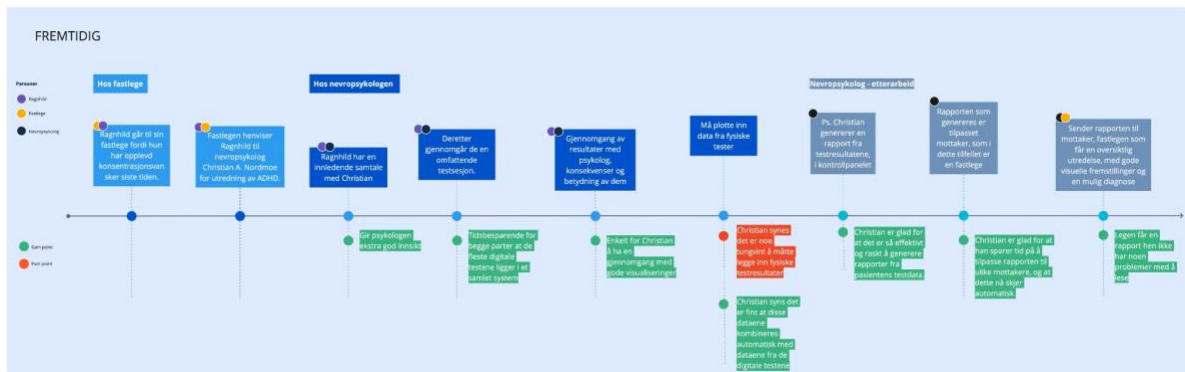 FREMTIDIG
Personer
Ragnhild
Fastlege
Nevropsykolog
Hos fastlege
Hos nevropsykologen
Nevropsykolog - etterarbeid
Ragnhild går til sin
fastlege fordi hun
har opplevd
konsentrasjonsvan
sker siste tiden.
Fastlegen henviser
Ragnhild til
nevropsykolog
Christian A. Nordmoe
for utredning av ADHD.
Ragnhild har en
innledende samtale
med Christian
Deretter
gjennomgår de en
omfattende
testsesjon.
Gjennomgang av
resultater med
psykolog,
konsekvenser og
betydning av dem
Må plotte inn
data fra fysiske
tester
Ps. Christian
genererer en
rapport fra
testresultatene,
i kontrollpanelet
Rapporten som
genereres er
tilpasset
mottaker, som i
dette tilfellet er
en fastlege
Sender rapporten til
mottaker, fastlegen som
får en oversiktlig
utredelse, med gode
visuelle fremstillinger og
en mulig diagnose
Gain point
Pain point
Gir psykologen
ekstra god innsikt
Tidsbesparende for
begge parter at de
fleste digitale
testene ligger i et
samlet system
Enkelt for Christian
å ha en
gjennomgang med
gode visualiseringer
Christian synes
det er noe
tungvint å måtte
legge inn fysiske
testresultater
Christian syns det
er fint at disse
dataene
kombineres
automatisk med
dataene fra de
digitale testene
Christian er glad for
at det er så effektivt
og raskt å generere
rapporter fra
pasientens testdata.
Christian er glad for at
han sparer tid på å
tilpasse rapporten til
ulike mottakere, og at
dette nå skjer
automatisk.
Legen får en
rapport hen ikke
har noen
problemer med å
lese